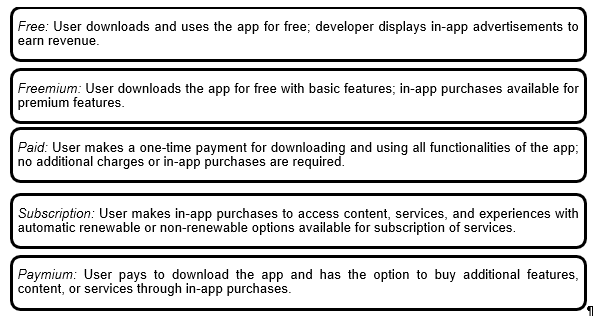 Free: User downloads and uses the app for free; developer displays in-app advertisements to
earn revenue.
Freemium: User downloads the app for free with basic features; in-app purchases available for
premium features.
Paid: User makes a one-time payment for downloading and using all functionalities of the app;
no additional charges or in-app purchases are required.
Subscription: User makes in-app purchases to access content, services, and experiences with
automatic renewable or non-renewable options available for subscription of services.
Paymium: User pays to download the app and has the option to buy additional features,
content, or services through in-app purchases.
¶